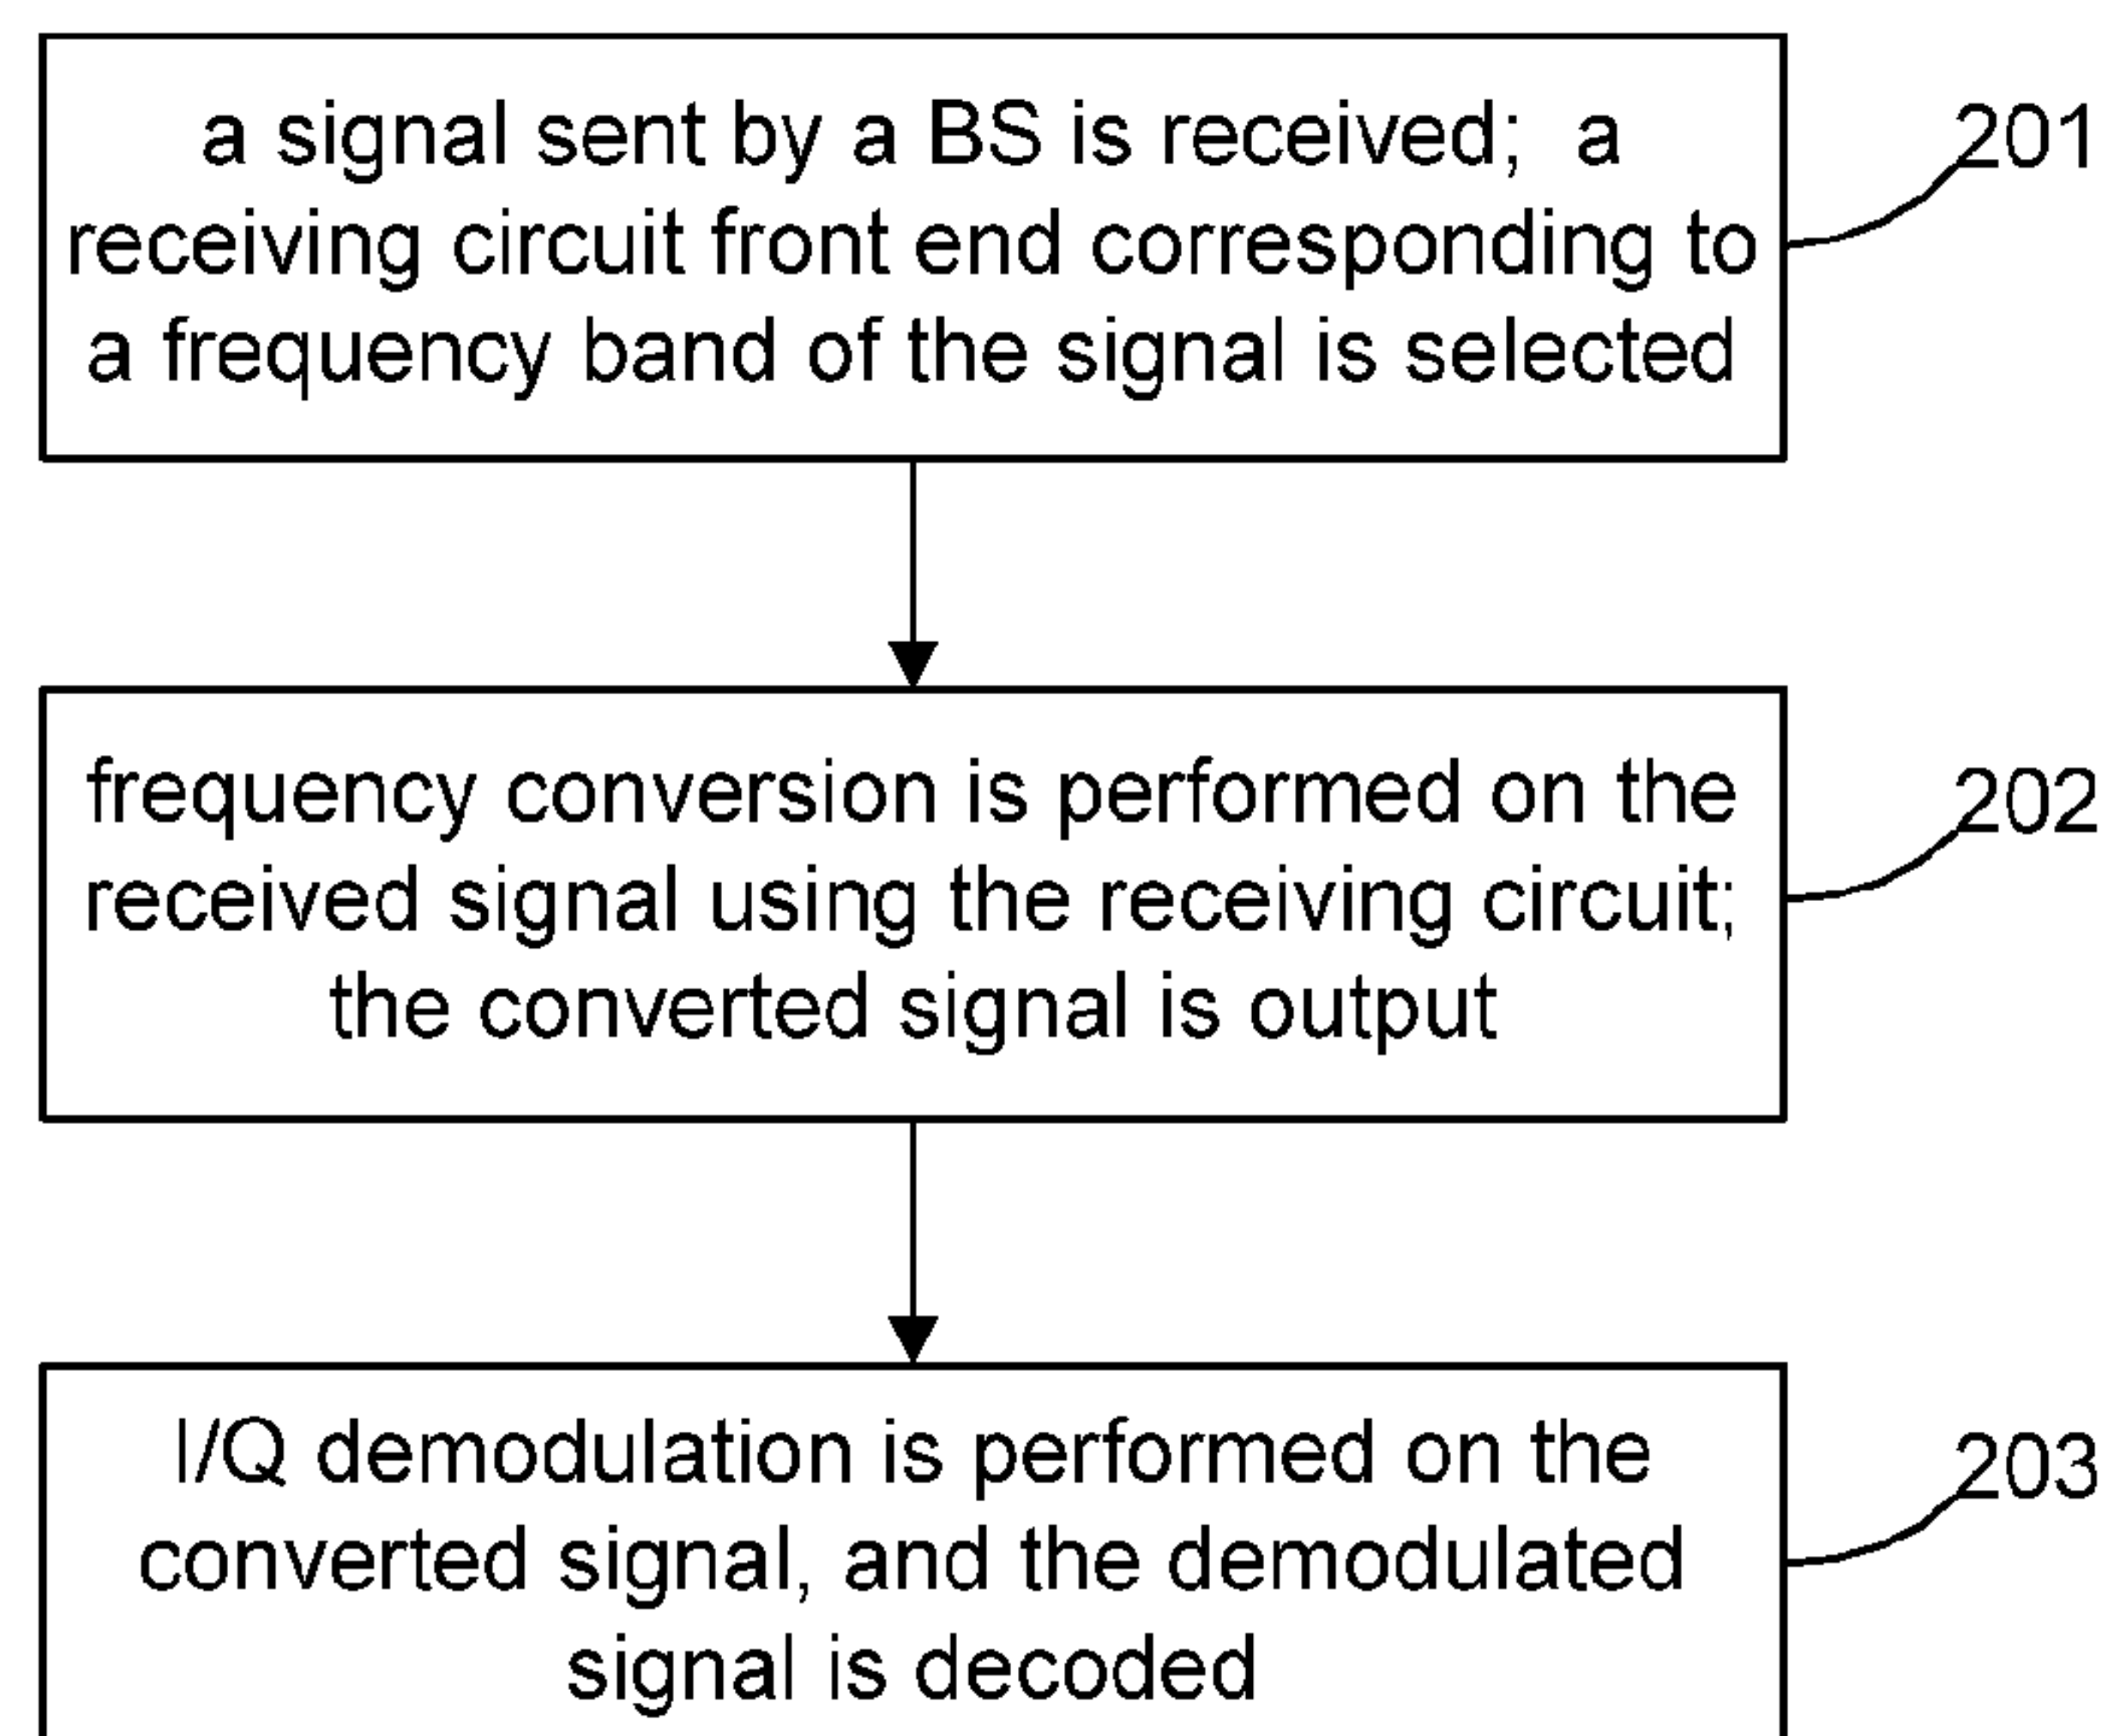 a signal sent by a BS is received; a
receiving circuit front end corresponding to
a frequency band of the signal is selected
201
frequency conversion is performed on the
received signal using the receiving circuit;
the converted signal is output
202
I/Q demodulation is performed on the
converted signal, and the demodulated
signal is decoded
203